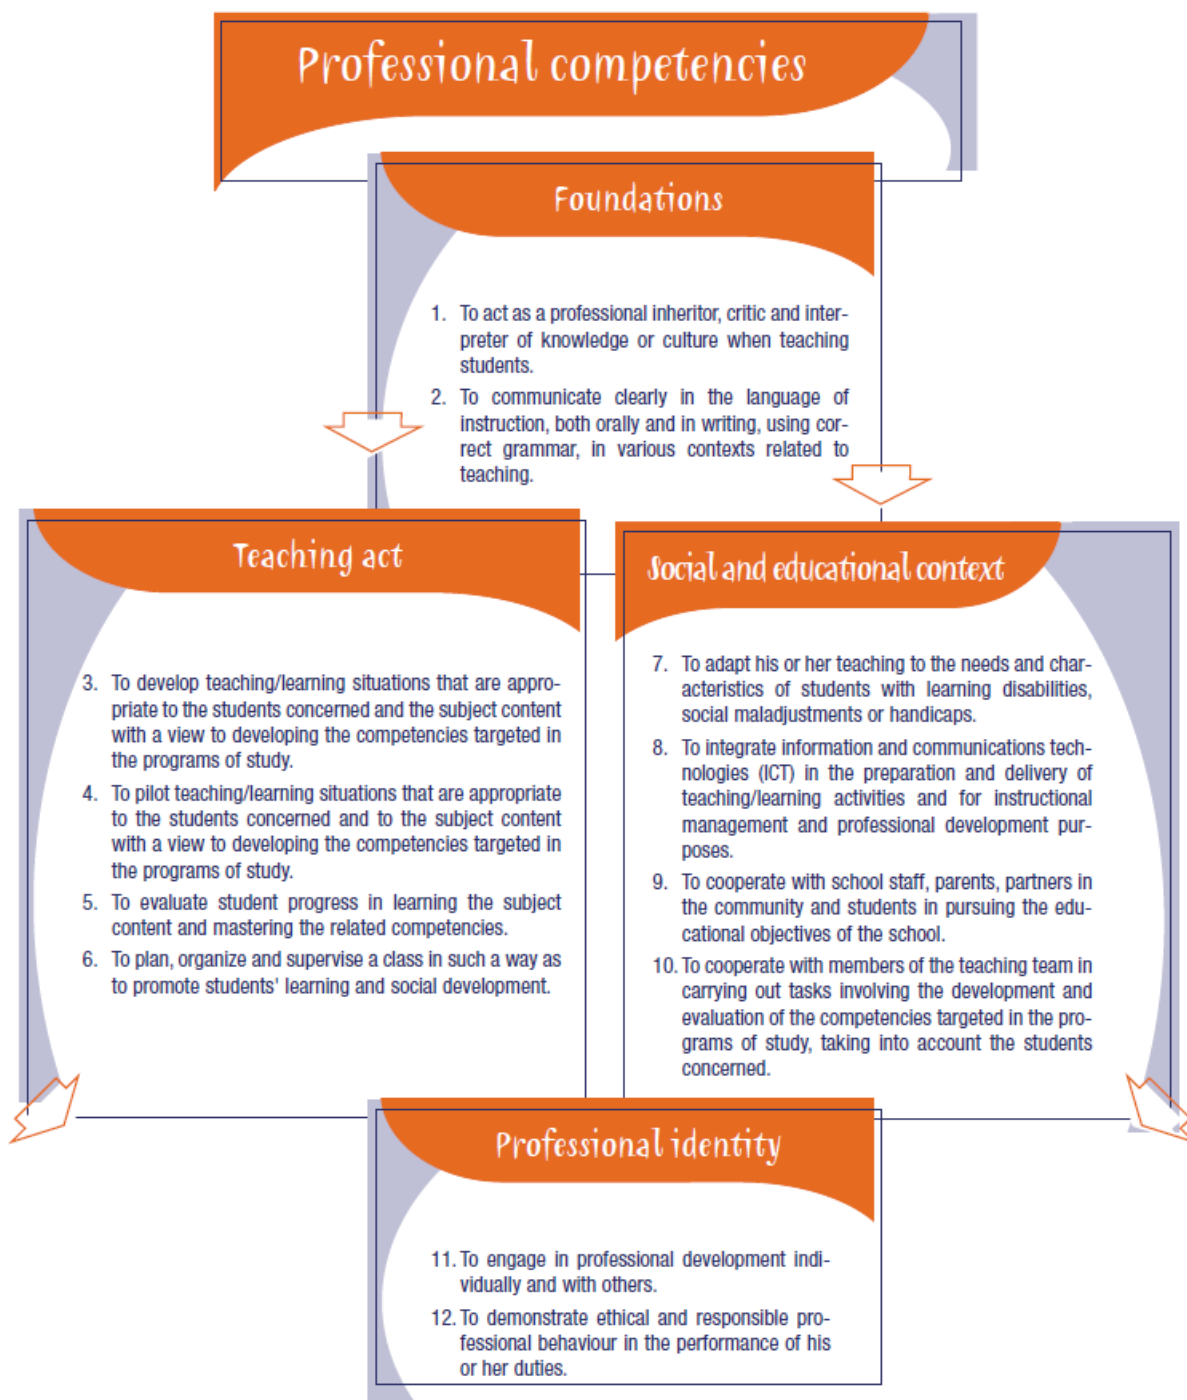 Professional competencies
Foundations
1. To act as a professional inheritor, critic and inter-
preter of knowledge or culture when teaching
students.
2. To communicate clearly in the language of
instruction, both orally and in writing, using cor-
rect grammar, in various contexts related to
teaching.
Teaching act
3. To develop teaching/learning situations that are appro-
priate to the students concerned and the subject content
with a view to developing the competencies targeted in
the programs of study.
4. To pilot teaching/learning situations that are appropriate
to the students concerned and to the subject content
with a view to developing the competencies targeted in
the programs of study.
5. To evaluate student progress in learning the subject
content and mastering the related competencies.
6. To plan, organize and supervise a class in such a way as
to promote students' learning and social development.
Social and educational context
7. To adapt his or her teaching to the needs and char-
acteristics of students with learning disabilities,
social maladjustments or handicaps.
8. To integrate information and communications tech-
nologies (ICT) in the preparation and delivery of
teaching/learning activities and for instructional
management and professional development pur-
poses.
9. To cooperate with school staff, parents, partners in
the community and students in pursuing the edu-
cational objectives of the school.
10. To cooperate with members of the teaching team in
carrying out tasks involving the development and
evaluation of the competencies targeted in the pro-
grams of study, taking into account the students
concerned.
Professional identity
11. To engage in professional development indi-
vidually and with others.
12. To demonstrate ethical and responsible pro-
fessional behaviour in the performance of his
or her duties.